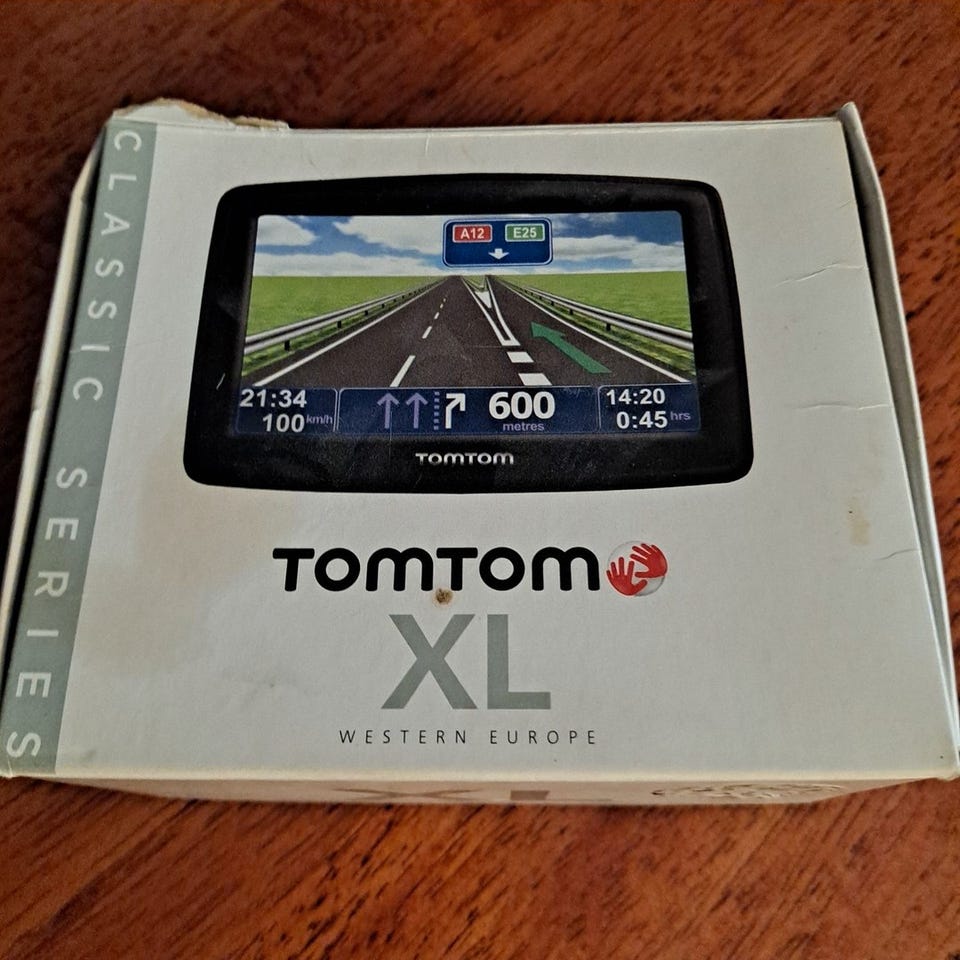 CLASSIC SERIES
A12 E25
21:34
100 km/h
600
metres
14:20
0:45 hrs
TOMTOM
TOMTOM
XL
WESTERN EUROPE
XL